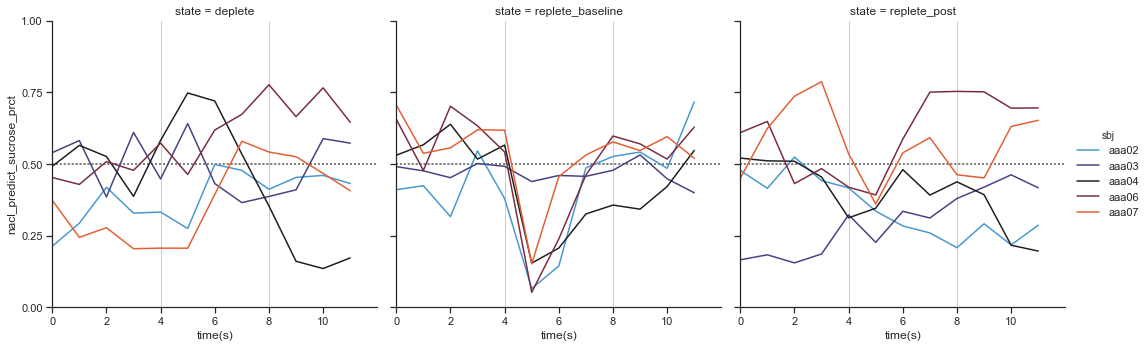 state = deplete
state = replete_baseline
state = replete_post
nacl_predict_sucrose_prct
1.00
0.75
0.50
0.25
0.00
0 2 4 6 8 10
time(s)
0 2 4 6 8 10
time(s)
0 2 4 6 8 10
time(s)
sbj
aaa02
aaa03
aaa04
aaa06
aaa07